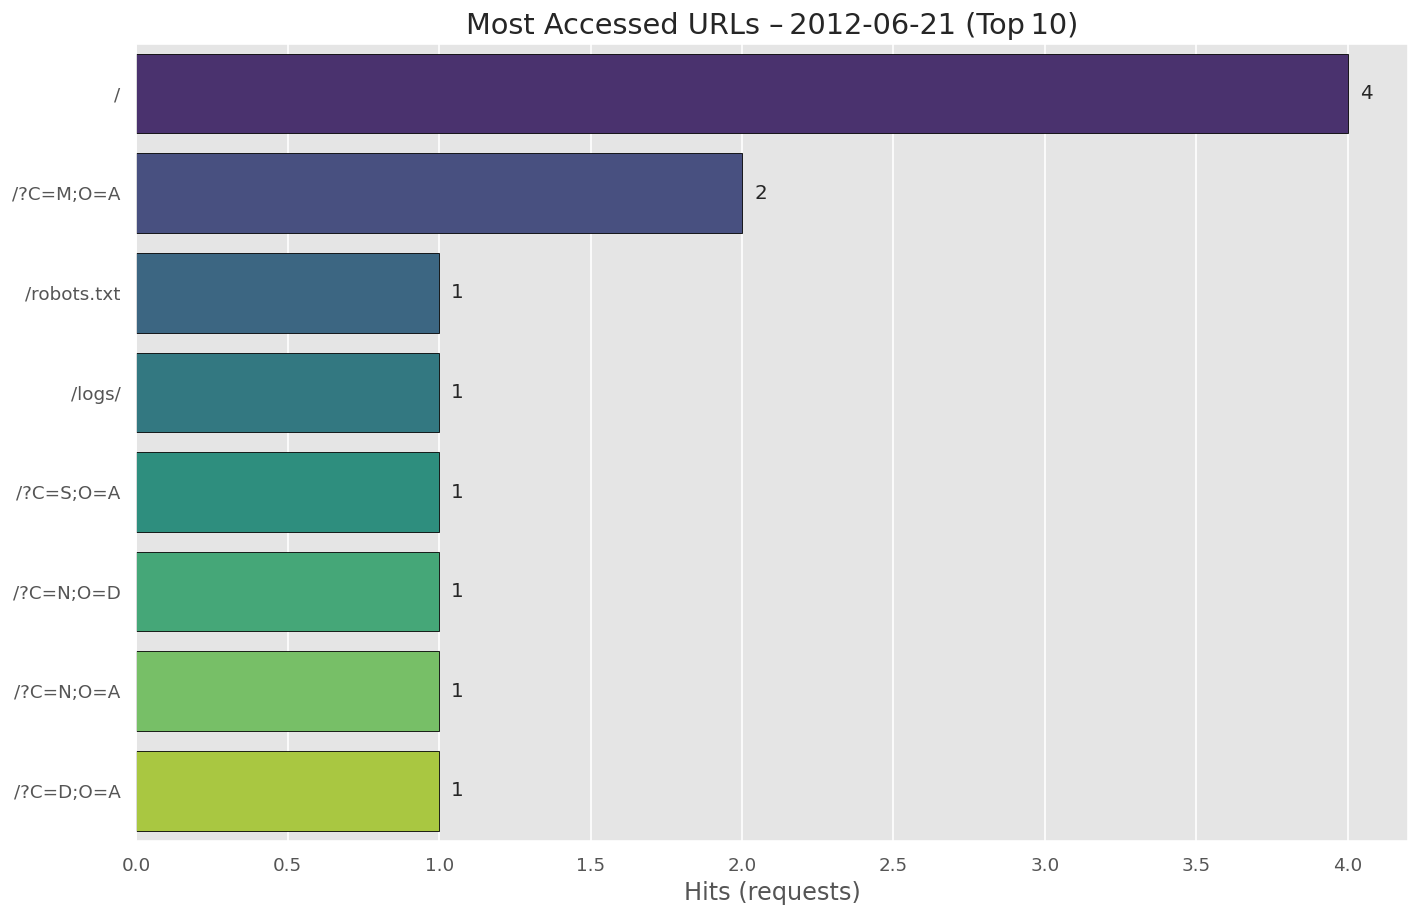 Most Accessed URLs – 2012-06-21 (Top 10)
/
4
/?C=M;O=A
2
/robots.txt
1
/logs/
1
/?C=S;O=A
1
/?C=N;O=D
1
/?C=N;O=A
1
/?C=D;O=A
1
0.0 0.5 1.0 1.5 2.0 2.5 3.0 3.5 4.0
Hits (requests)